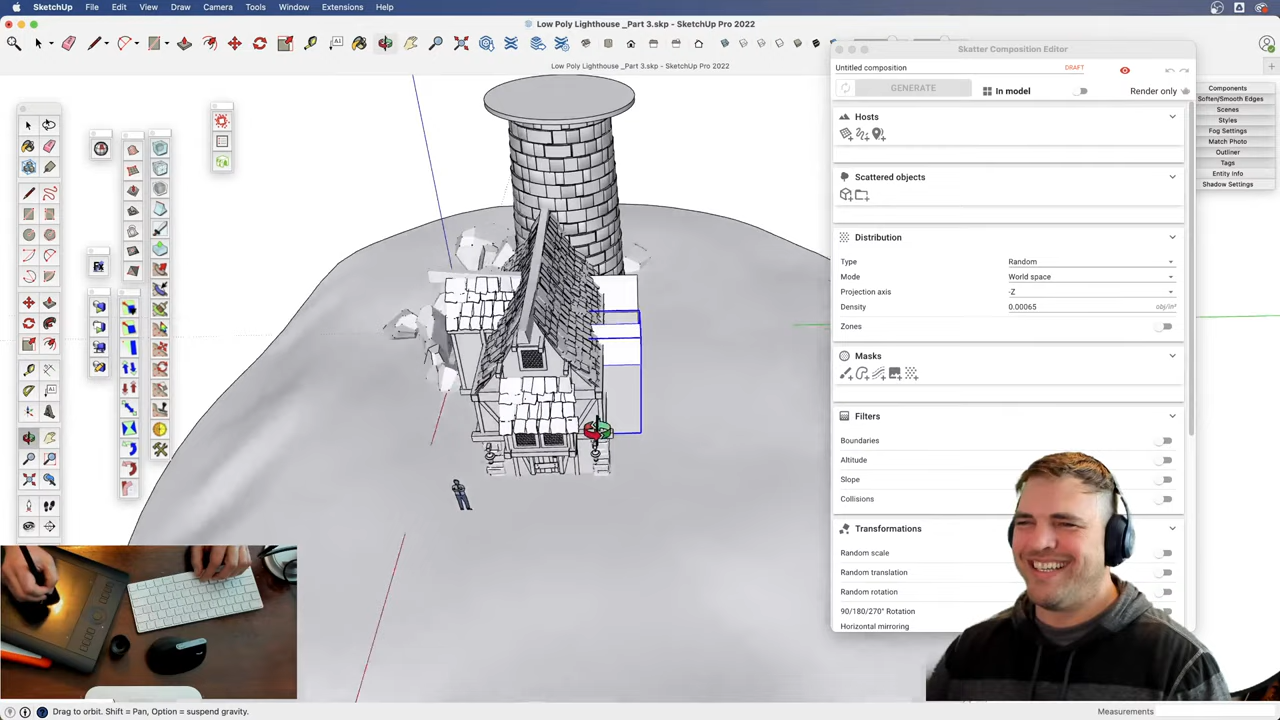 SketchUp File Edit View Draw Camera Tools Window Extensions Help
Low Poly Lighthouse _Part 3.skp - SketchUp Pro 2022
Low Poly Lighthouse _Part 3.skp - SketchUp Pro 2022
Skatter Composition Editor
Untitled composition DRAFT
GENERATE In model Render only
Hosts
Scattered objects
Distribution
Type Random
Mode World space
Projection axis -Z
Density 0.00065 obj/in²
Zones
Masks
Filters
Boundaries
Altitude
Slope
Collisions
Transformations
Random scale
Random translation
Random rotation
90/180/270° Rotation
Horizontal mirroring
Components
Soften/Smooth Edges
Scenes
Styles
Fog Settings
Match Photo
Outliner
Tags
Entity Info
Shadow Settings
Drag to orbit. Shift = Pan, Option = suspend gravity.
Measurements